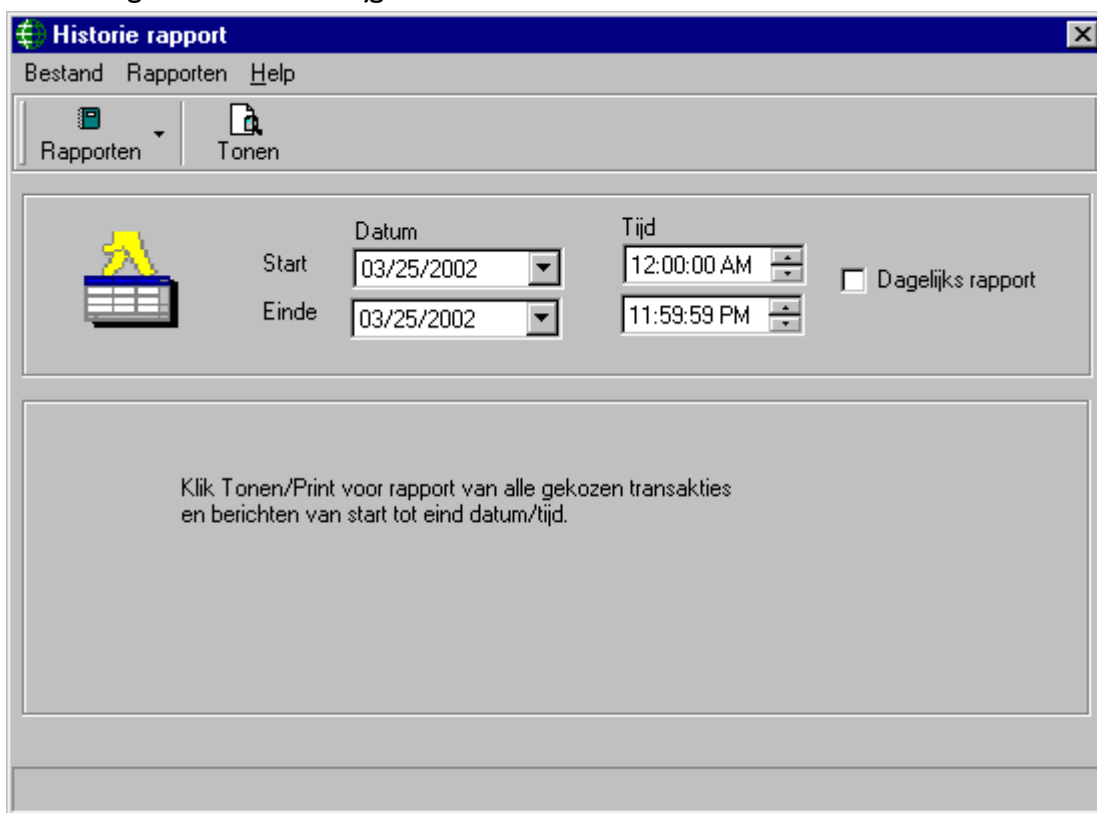 Historie rapport
Bestand Rapporten Help
Rapporten Tonen
Datum Tijd
Start 03/25/2002 12:00:00 AM Dagelijks rapport
Einde 03/25/2002 11:59:59 PM
Klik Tonen/Print voor rapport van alle gekozen transakties
en berichten van start tot eind datum/tijd.